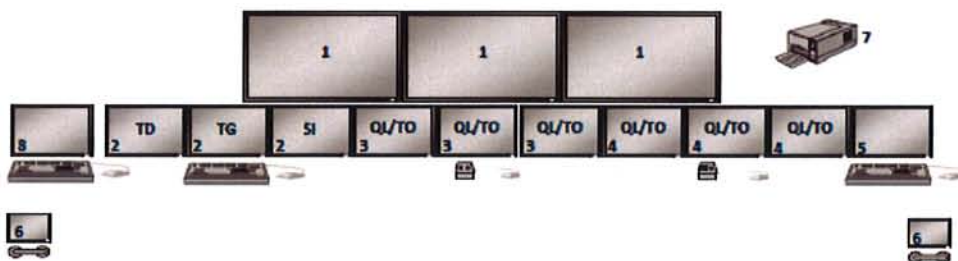 1 1 1 7
TD TG SI QL/TO QL/TO QL/TO QL/TO QL/TO QL/TO
8 2 2 2 3 3 3 4 4 4 5
6 6